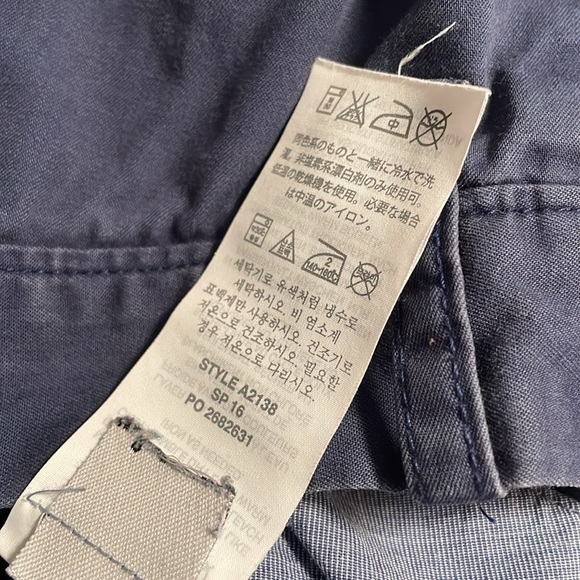 中
同色系のものと一緒に冷水で洗
濯。非塩素系漂白剤のみ使用可。
低温の乾燥機を使用。必要な場合
は中温のアイロン。
2
140-160°C
세탁기로 유색처럼 냉수로
세탁하시오. 비 염소계
표백제만 사용하시오. 건조기로
저온으로 건조하시오. 필요한
경우 저온으로 다리시오.
STYLE A2138
SP 16
PO 2682631